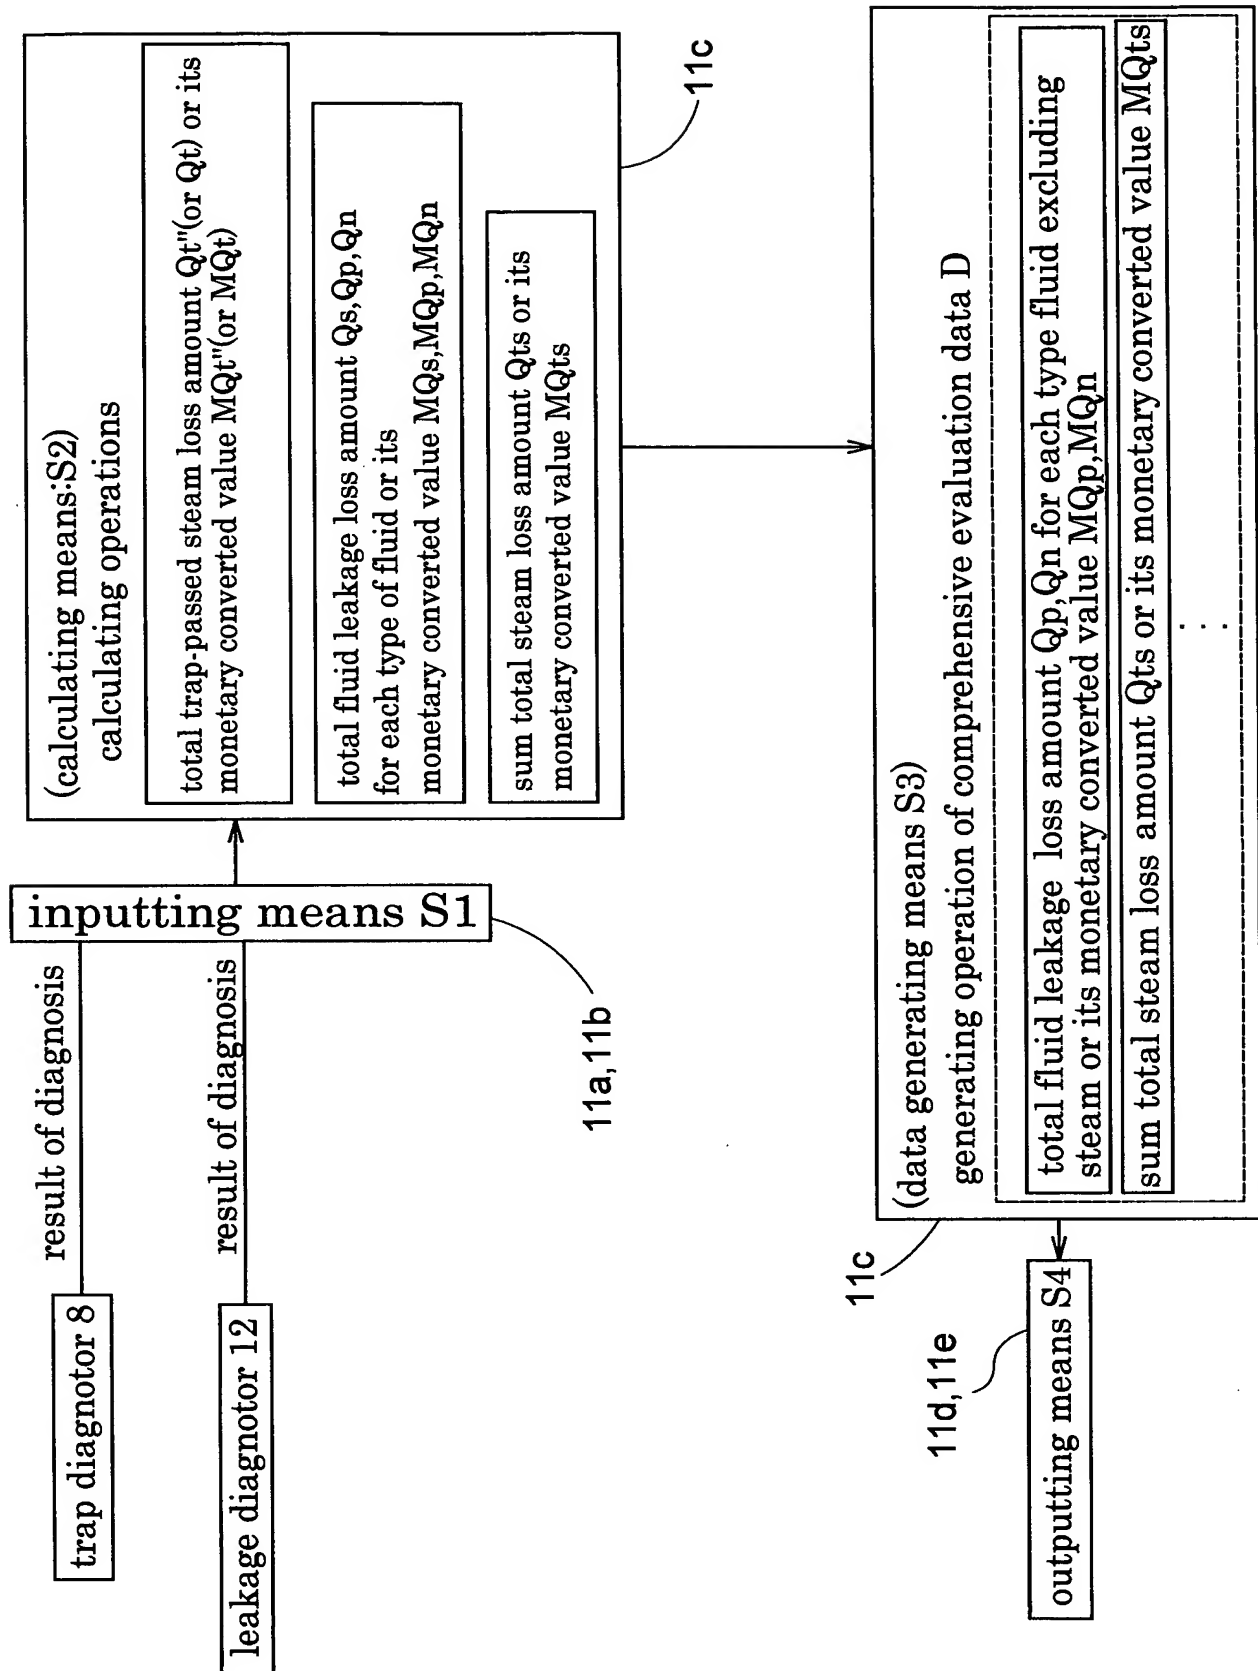 trap diagnotor 8
result of diagnosis
leakage diagnotor 12
result of diagnosis
inputting means S1
11a,11b
(calculating means:S2)
calculating operations
total trap-passed steam loss amount Qt"(or Qt) or its
monetary converted value MQt"(or MQt)
total fluid leakage loss amount Qs,Qp,Qn
for each type of fluid or its
monetary converted value MQs,MQp,MQn
sum total steam loss amount Qts or its
monetary converted value MQts
11c
(data generating means S3)
generating operation of comprehensive evaluation data D
total fluid leakage loss amount Qp,Qn for each type fluid excluding
steam or its monetary converted value MQp,MQn
sum total steam loss amount Qts or its monetary converted value MQts
...
11c
outputting means S4
11d,11e